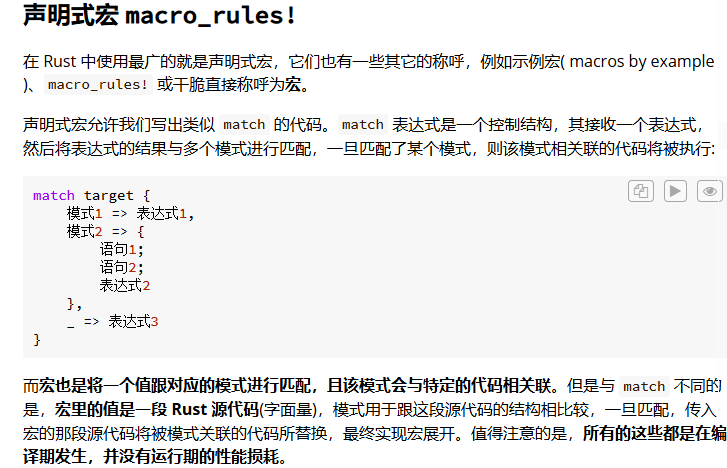 声明式宏 macro_rules!
在 Rust 中使用最广的就是声明式宏，它们也有一些其它的称呼，例如示例宏( macros by example
)、macro_rules! 或干脆直接称呼为宏。
声明式宏允许我们写出类似 match 的代码。match 表达式是一个控制结构，其接收一个表达式，
然后将表达式的结果与多个模式进行匹配，一旦匹配了某个模式，则该模式相关联的代码将被执行:
match target {
    模式1 => 表达式1,
    模式2 => {
        语句1;
        语句2;
        表达式2
    },
    _ => 表达式3
}
而宏也是将一个值跟对应的模式进行匹配，且该模式会与特定的代码相关联。但是与 match 不同的
是，宏里的值是一段 Rust 源代码(字面量)，模式用于跟这段源代码的结构相比较，一旦匹配，传入
宏的那段源代码将被模式关联的代码所替换，最终实现宏展开。值得注意的是，所有的这些都是在编
译期发生，并没有运行期的性能损耗。